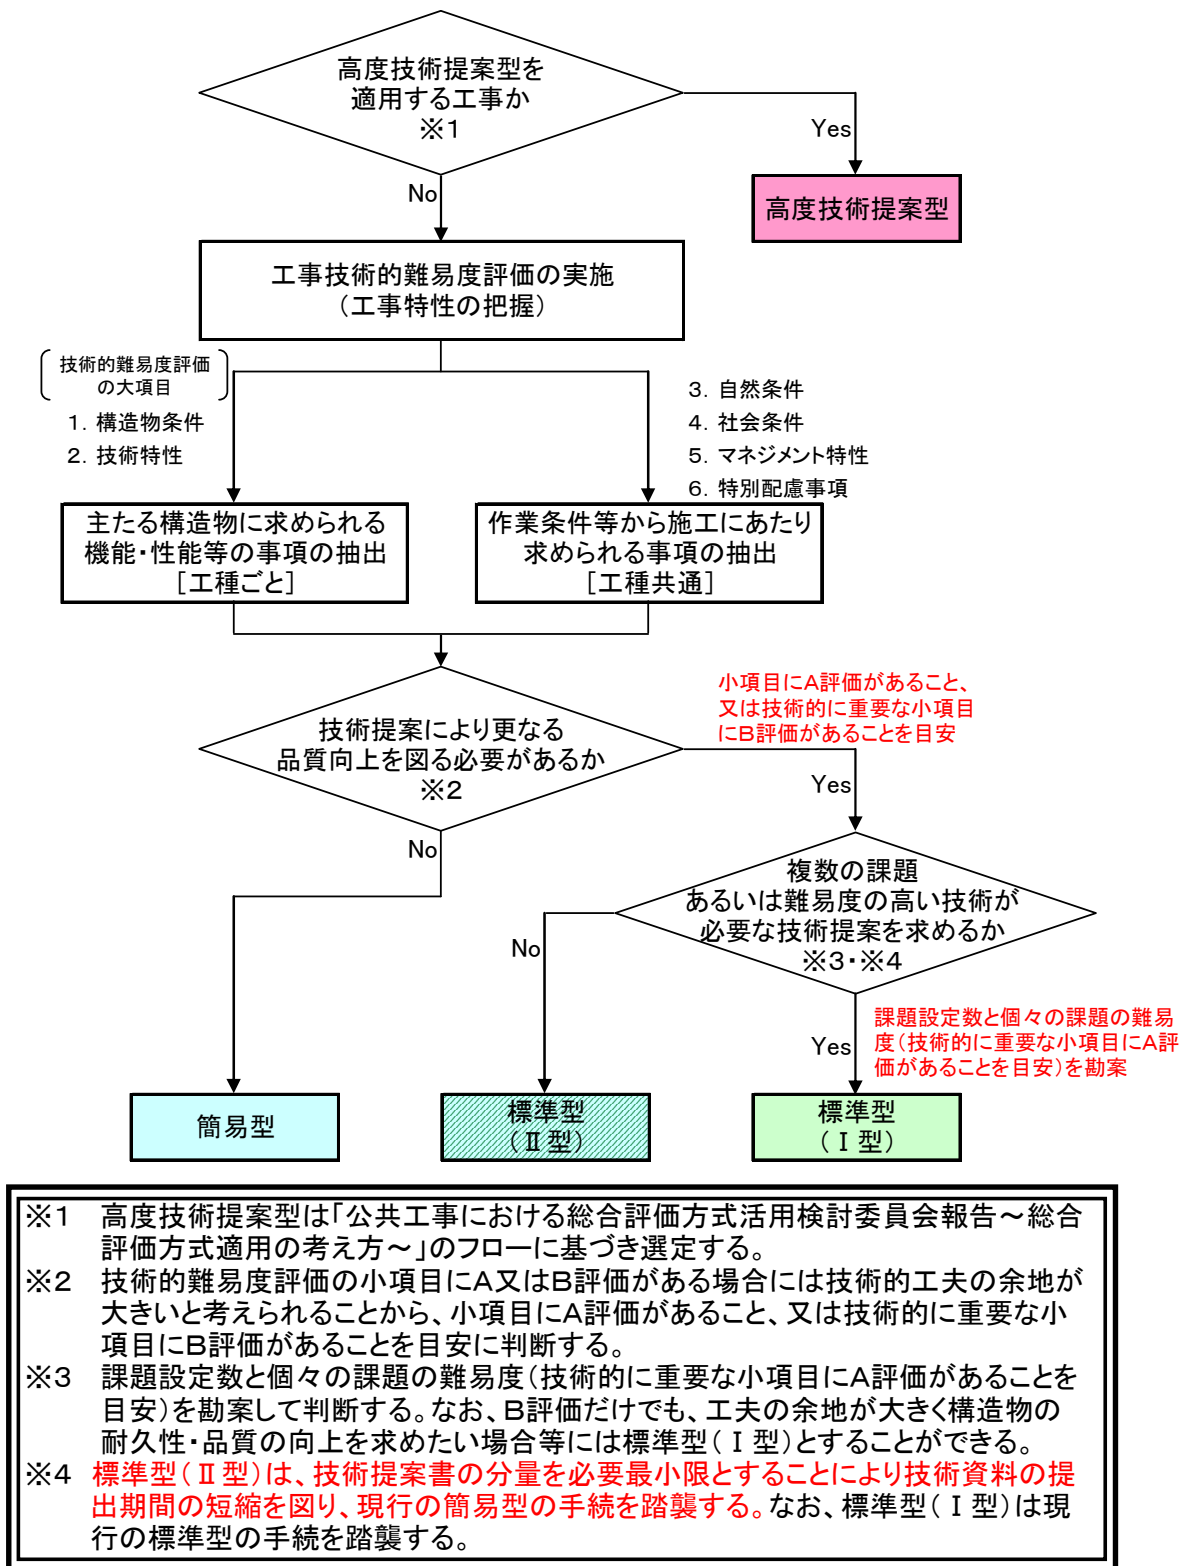 高度技術提案型を
適用する工事か
※1
Yes
No
高度技術提案型
工事技術的難易度評価の実施
（工事特性の把握）
技術的難易度評価
の大項目
1．構造物条件
2．技術特性
3．自然条件
4．社会条件
5．マネジメント特性
6．特別配慮事項
主たる構造物に求められる
機能・性能等の事項の抽出
［工種ごと］
作業条件等から施工にあたり
求められる事項の抽出
［工種共通］
技術提案により更なる
品質向上を図る必要があるか
※2
小項目にA評価があること、
又は技術的に重要な小項目
にB評価があることを目安
Yes
No
複数の課題
あるいは難易度の高い技術が
必要な技術提案を求めるか
※3・※4
No
Yes
課題設定数と個々の課題の難易
度（技術的に重要な小項目にA評
価があることを目安）を勘案
簡易型
標準型
（Ⅱ型）
標準型
（Ⅰ型）
※1 高度技術提案型は「公共工事における総合評価方式活用検討委員会報告～総合
評価方式適用の考え方～」のフローに基づき選定する。
※2 技術的難易度評価の小項目にA又はB評価がある場合には技術的工夫の余地が
大きいと考えられることから、小項目にA評価があること、又は技術的に重要な小
項目にB評価があることを目安に判断する。
※3 課題設定数と個々の課題の難易度（技術的に重要な小項目にA評価があることを
目安）を勘案して判断する。なお、B評価だけでも、工夫の余地が大きく構造物の
耐久性・品質の向上を求めたい場合等には標準型（Ⅰ型）とすることができる。
※4 標準型（Ⅱ型）は、技術提案書の分量を必要最小限とすることにより技術資料の提
出期間の短縮を図り、現行の簡易型の手続を踏襲する。なお、標準型（Ⅰ型）は現
行の標準型の手続を踏襲する。